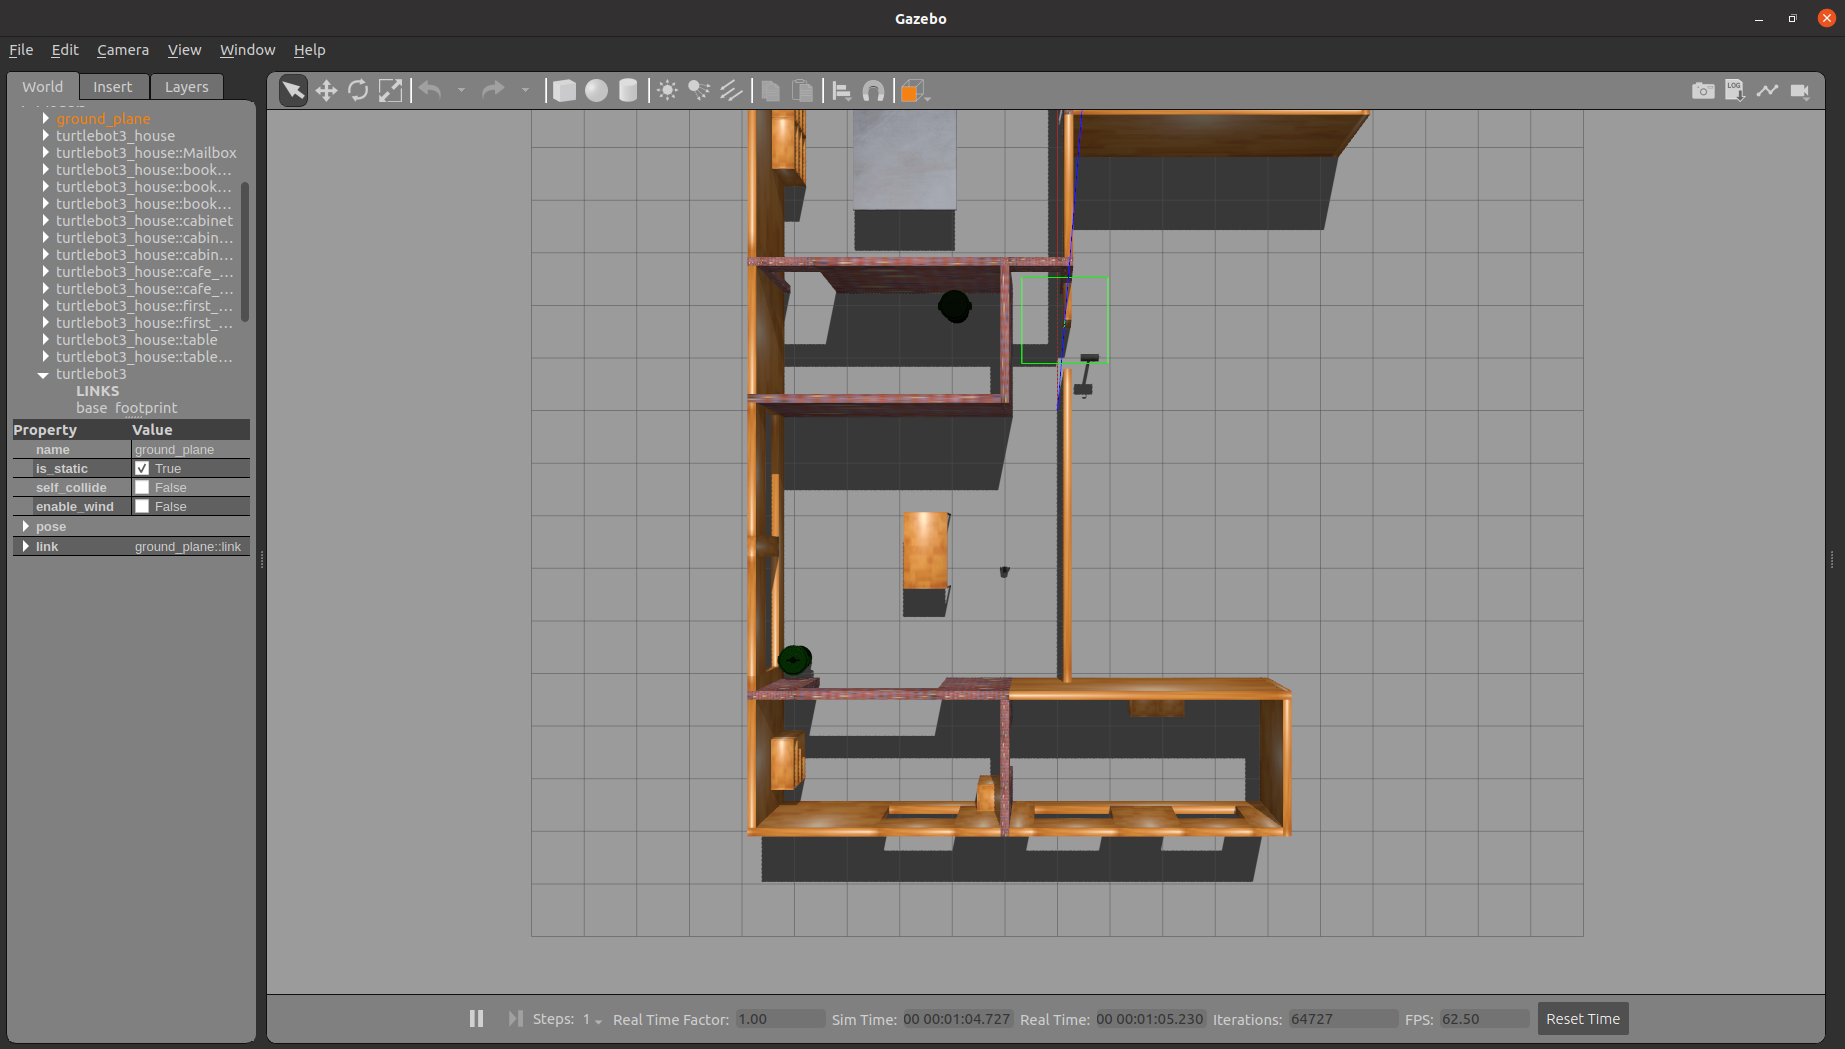 Gazebo
File Edit Camera View Window Help
World Insert Layers
LOG
ground_plane
turtlebot3_house
turtlebot3_house::Mailbox
turtlebot3_house::book...
turtlebot3_house::book...
turtlebot3_house::book...
turtlebot3_house::cabinet
turtlebot3_house::cabin...
turtlebot3_house::cabin...
turtlebot3_house::cafe_...
turtlebot3_house::cafe_...
turtlebot3_house::first_...
turtlebot3_house::first_...
turtlebot3_house::table
turtlebot3_house::table...
turtlebot3
LINKS
base_footprint
Property Value
name ground_plane
is_static True
self_collide False
enable_wind False
pose
link ground_plane::link
Steps: 1 Real Time Factor: 1.00 Sim Time: 00 00:01:04.727 Real Time: 00 00:01:05.230 Iterations: 64727 FPS: 62.50 Reset Time